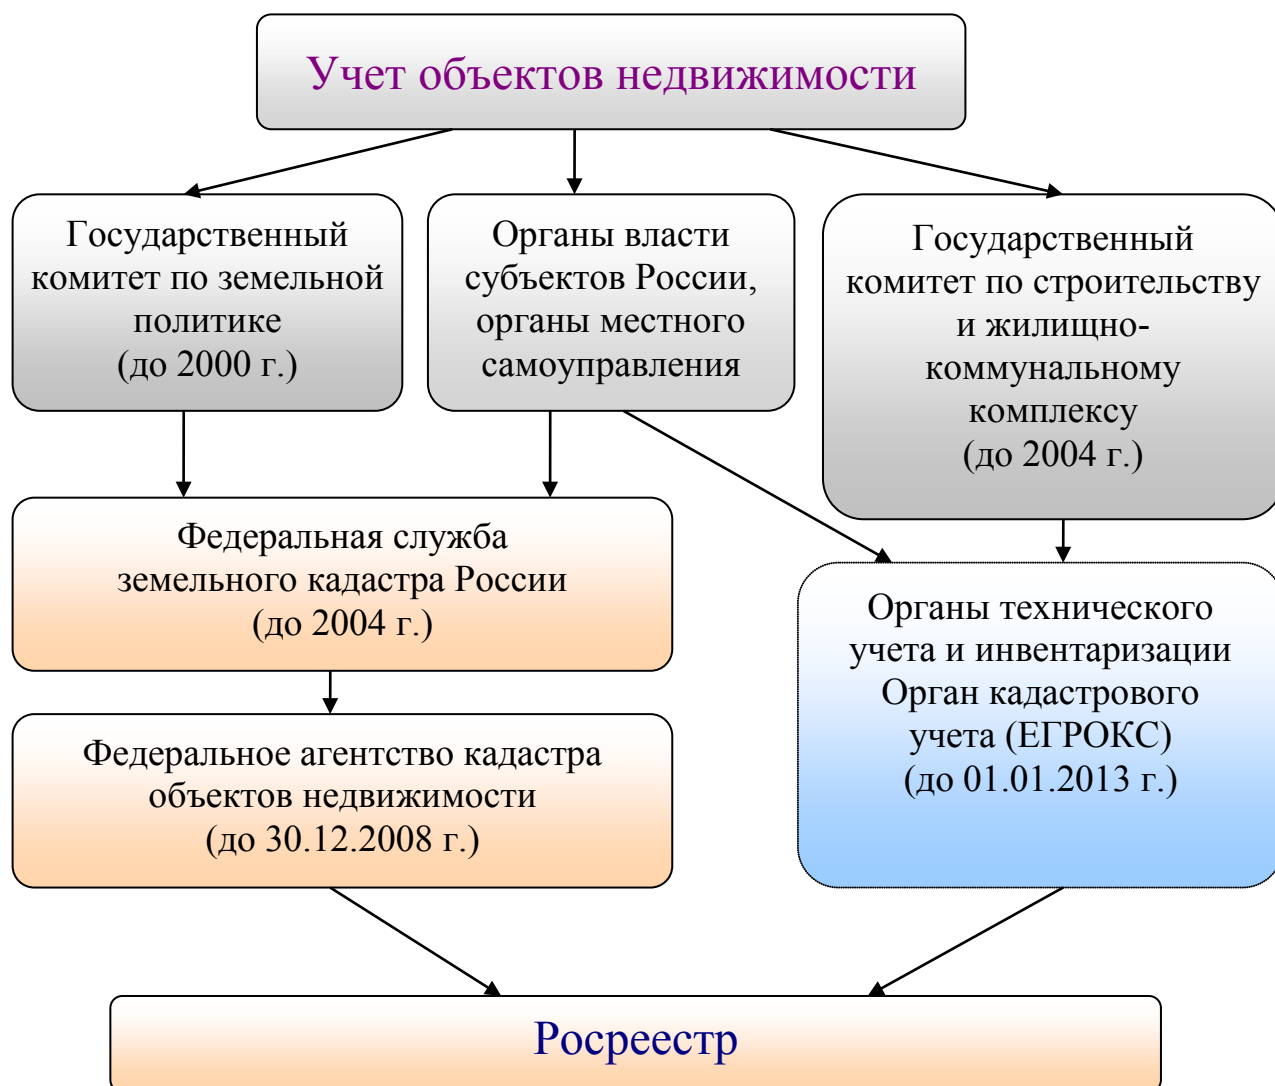 Учет объектов недвижимости
Государственный
комитет по земельной
политике
(до 2000 г.)
Органы власти
субъектов России,
органы местного
самоуправления
Государственный
комитет по строительству
и жилищно-
коммунальному
комплексу
(до 2004 г.)
Федеральная служба
земельного кадастра России
(до 2004 г.)
Органы технического
учета и инвентаризации
Орган кадастрового
учета (ЕГРОКС)
(до 01.01.2013 г.)
Федеральное агентство кадастра
объектов недвижимости
(до 30.12.2008 г.)
Росреестр